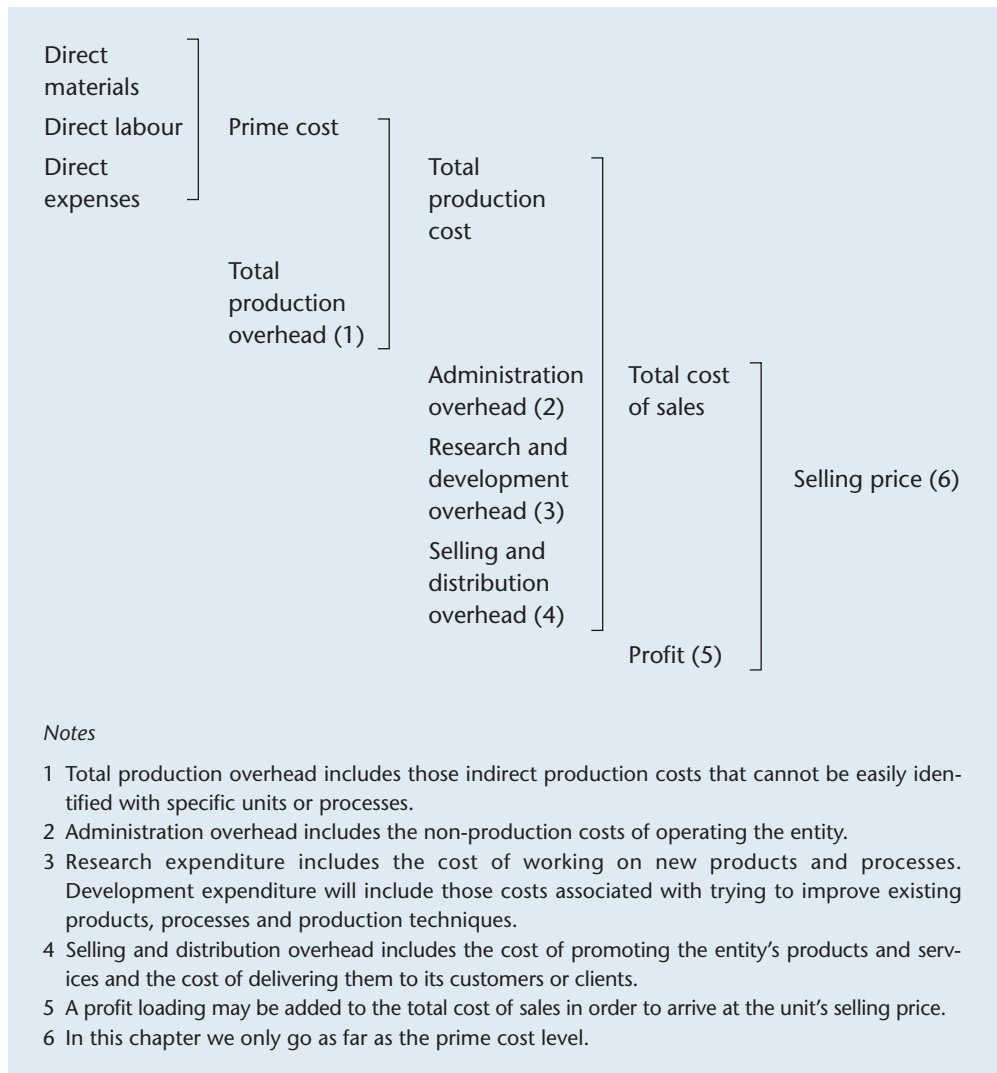 Direct
materials
Direct labour
Direct
expenses
Prime cost
Total
production
overhead (1)
Total
production
cost
Administration
overhead (2)
Research and
development
overhead (3)
Selling and
distribution
overhead (4)
Total cost
of sales
Profit (5)
Selling price (6)
Notes
1 Total production overhead includes those indirect production costs that cannot be easily iden-
tified with specific units or processes.
2 Administration overhead includes the non-production costs of operating the entity.
3 Research expenditure includes the cost of working on new products and processes.
Development expenditure will include those costs associated with trying to improve existing
products, processes and production techniques.
4 Selling and distribution overhead includes the cost of promoting the entity's products and serv-
ices and the cost of delivering them to its customers or clients.
5 A profit loading may be added to the total cost of sales in order to arrive at the unit's selling price.
6 In this chapter we only go as far as the prime cost level.